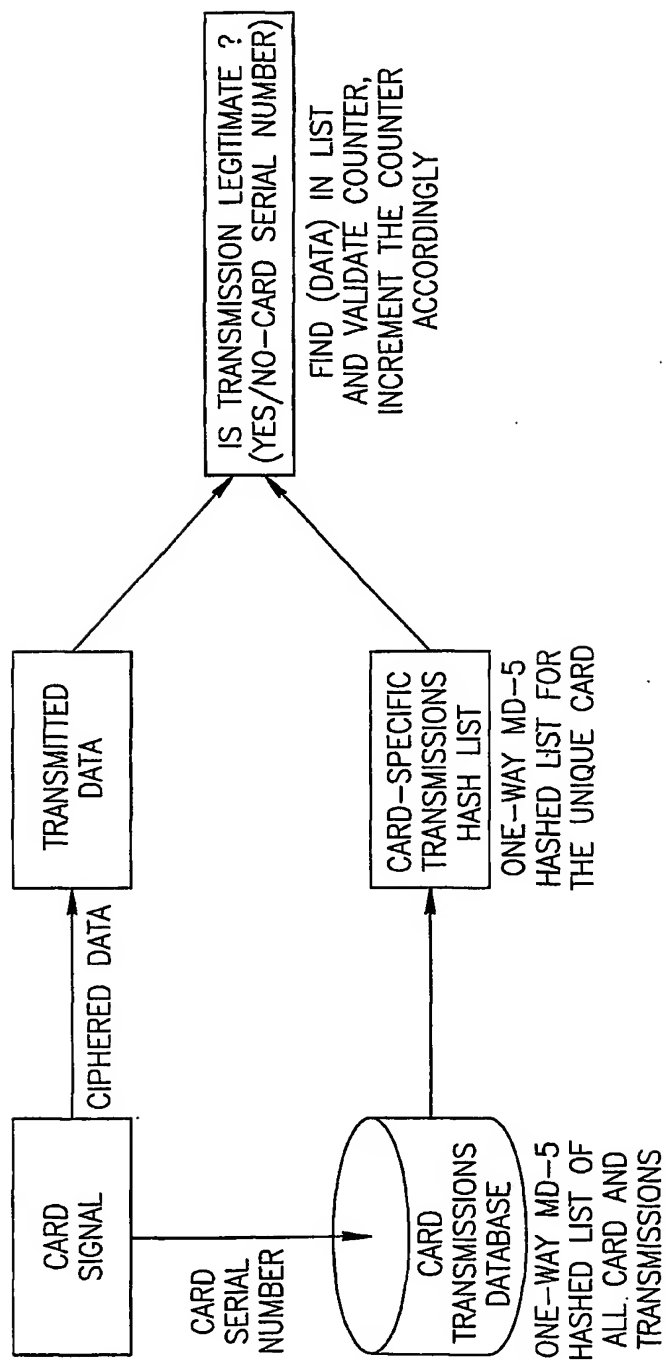 CARD
SIGNAL
CIPHERED DATA
TRANSMITTED
DATA
CARD
SERIAL
NUMBER
CARD
TRANSMISSIONS
DATABASE
ONE-WAY MD-5
HASHED LIST OF
ALL. CARD AND
TRANSMISSIONS
CARD-SPECIFIC
TRANSMISSIONS
HASH LIST
ONE-WAY MD-5
HASHED LIST FOR
THE UNIQUE CARD
IS TRANSMISSION LEGITIMATE ?
(YES/NO-CARD SERIAL NUMBER)
FIND (DATA) IN LIST
AND VALIDATE COUNTER,
INCREMENT THE COUNTER
ACCORDINGLY